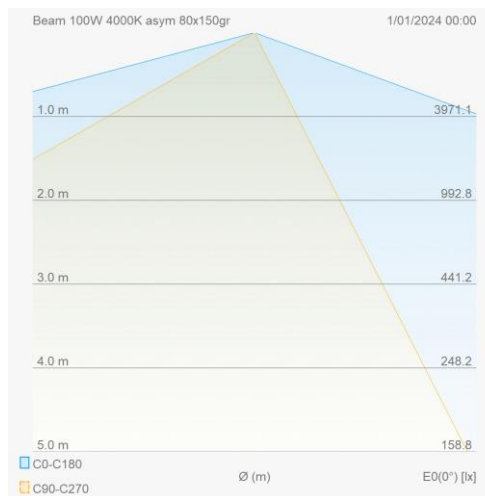 Beam 100W 4000K asym 80x150gr 1/01/2024 00:00
1.0 m 3971.1
2.0 m 992.8
3.0 m 441.2
4.0 m 248.2
5.0 m 158.8
C0-C180
Ø (m) E0(0°) [lx]
C90-C270